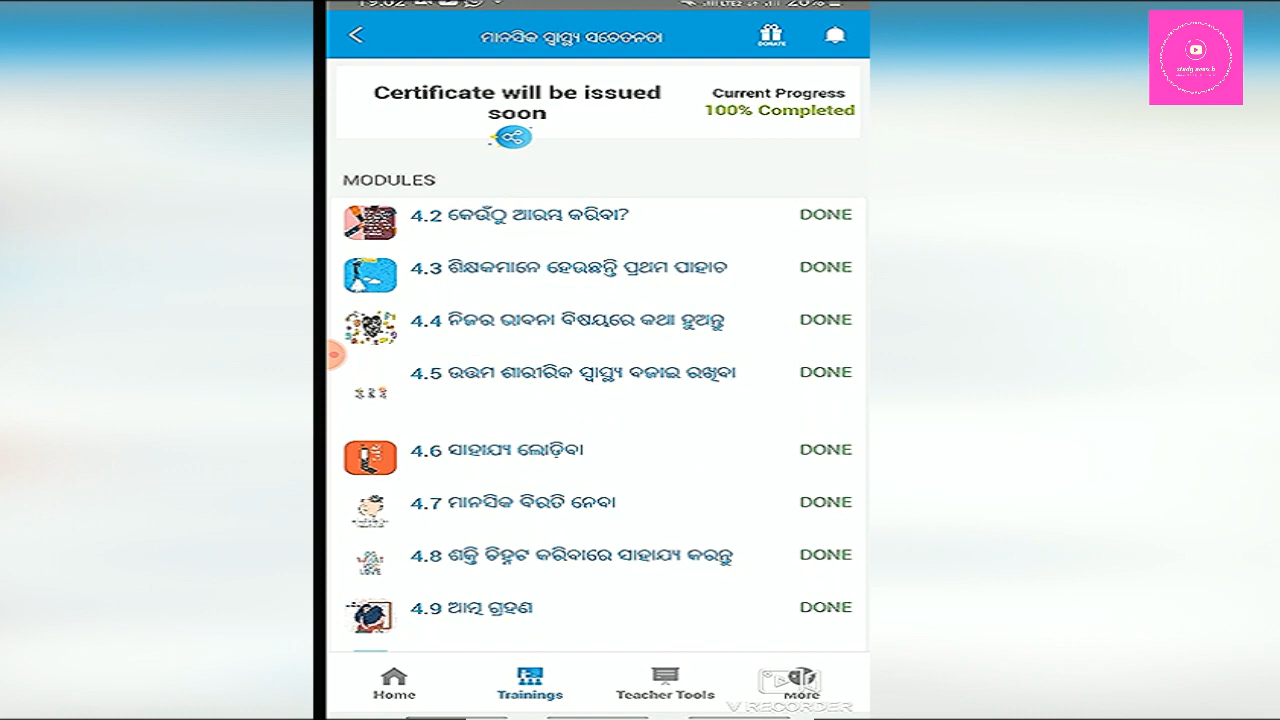 ମାନସିକ ସ୍ୱାସ୍ଥ୍ୟ ସଚେତନତା
DONATE
Certificate will be issued
soon
Current Progress
100% Completed
MODULES
4.2 କେଉଁଠୁ ଆରମ୍ଭ କରିବା? DONE
4.3 ଶିକ୍ଷକମାନେ ହେଉଛନ୍ତି ପ୍ରଥମ ପାହାଚ DONE
4.4 ନିଜର ଭାବନା ବିଷୟରେ କଥା ହୁଅନ୍ତୁ DONE
4.5 ଉତ୍ତମ ଶାରୀରିକ ସ୍ୱାସ୍ଥ୍ୟ ବଜାଇ ରଖିବା DONE
4.6 ସାହାଯ୍ୟ ଲୋଡ଼ିବା DONE
4.7 ମାନସିକ ବିରତି ନେବା DONE
4.8 ଶକ୍ତି ଚିହ୍ନଟ କରିବାରେ ସାହାଯ୍ୟ କରନ୍ତୁ DONE
4.9 ଆତ୍ମ ଗ୍ରହଣ DONE
Home Trainings Teacher Tools More
RECORDER